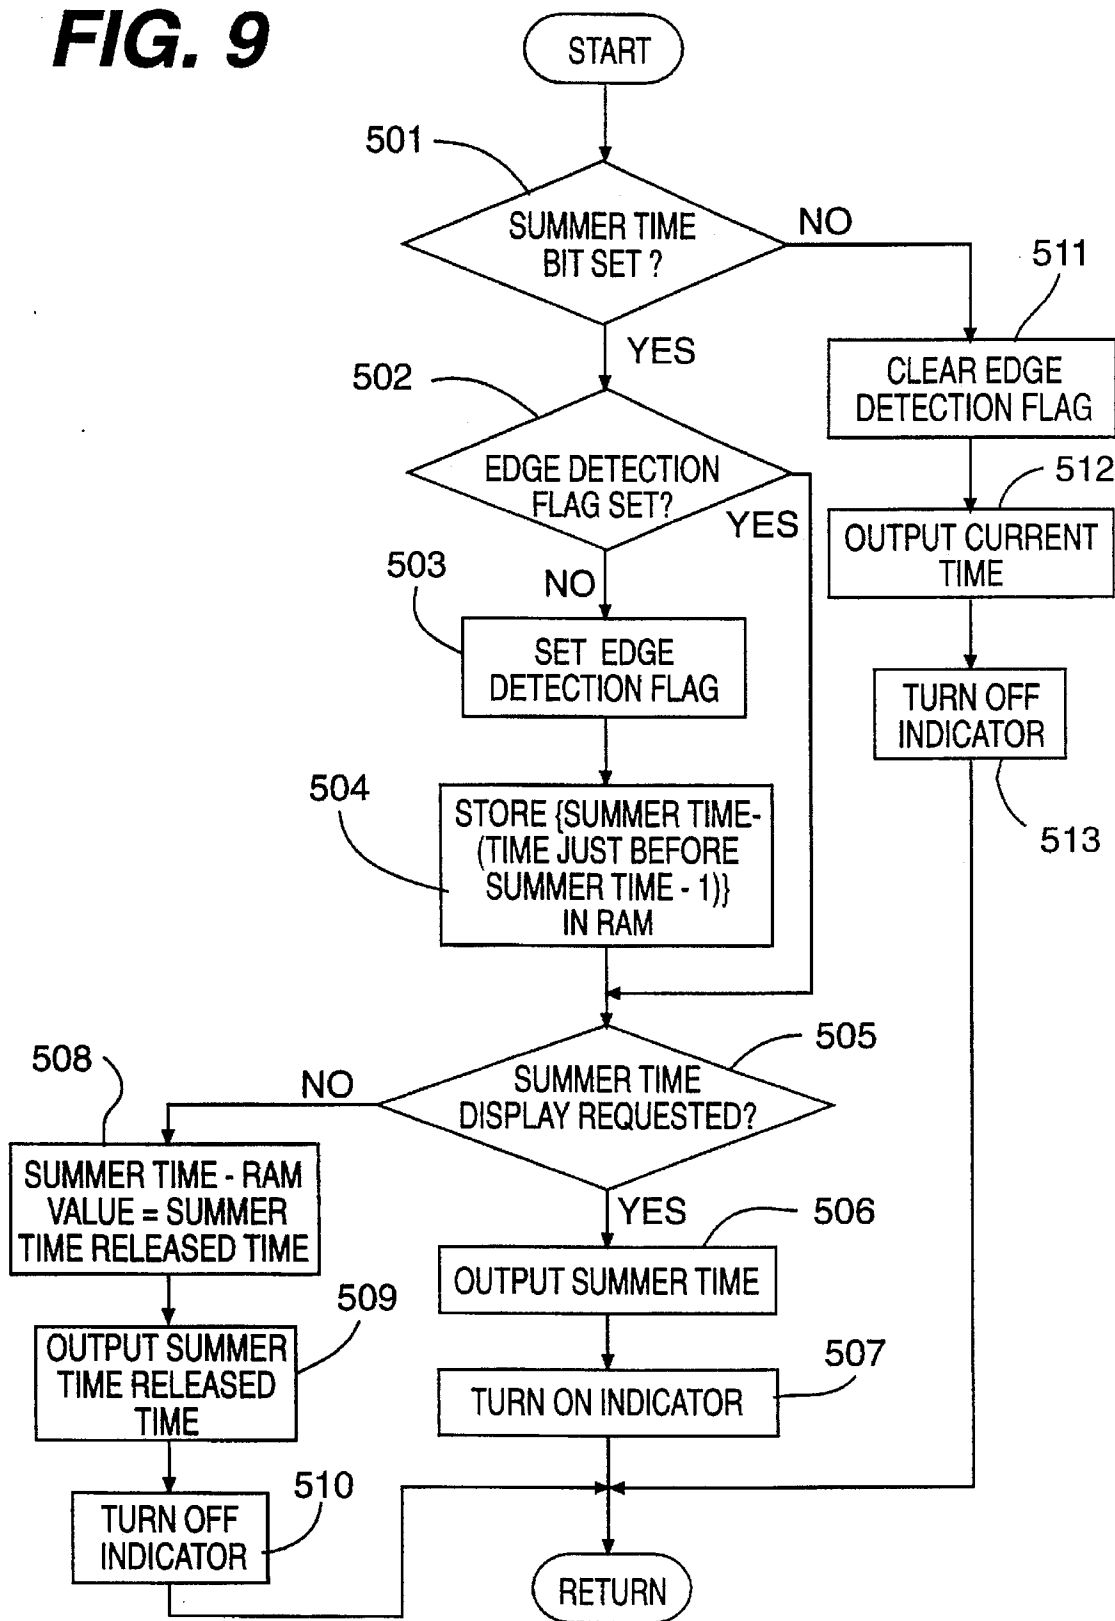 FIG. 9
START
501
SUMMER TIME
BIT SET ?
NO
YES
511
CLEAR EDGE
DETECTION FLAG
502
EDGE DETECTION
FLAG SET?
YES
NO
512
OUTPUT CURRENT
TIME
503
SET EDGE
DETECTION FLAG
TURN OFF
INDICATOR
513
504
STORE {SUMMER TIME-
(TIME JUST BEFORE
SUMMER TIME - 1)}
IN RAM
505
SUMMER TIME
DISPLAY REQUESTED?
NO
YES
508
SUMMER TIME - RAM
VALUE = SUMMER
TIME RELEASED TIME
506
OUTPUT SUMMER TIME
509
OUTPUT SUMMER
TIME RELEASED
TIME
507
TURN ON INDICATOR
510
TURN OFF
INDICATOR
RETURN